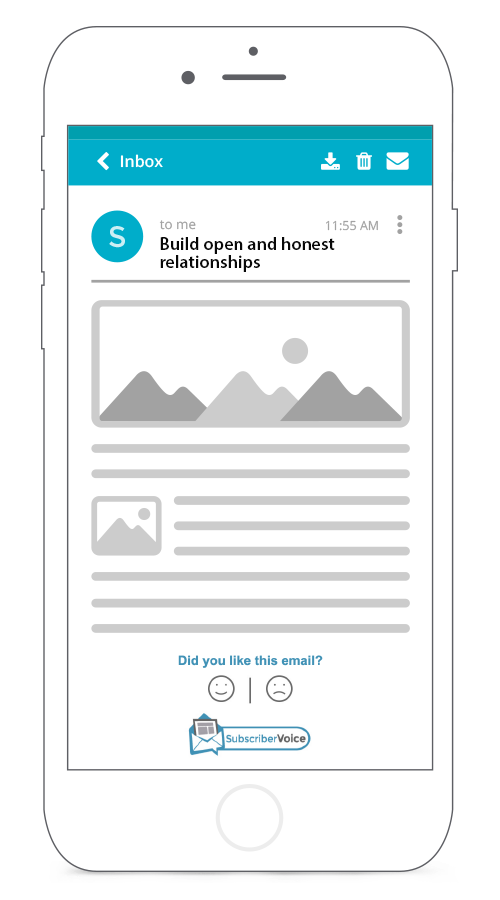 Inbox
S
to me
11:55 AM
Build open and honest
relationships
Did you like this email?
SubscriberVoice